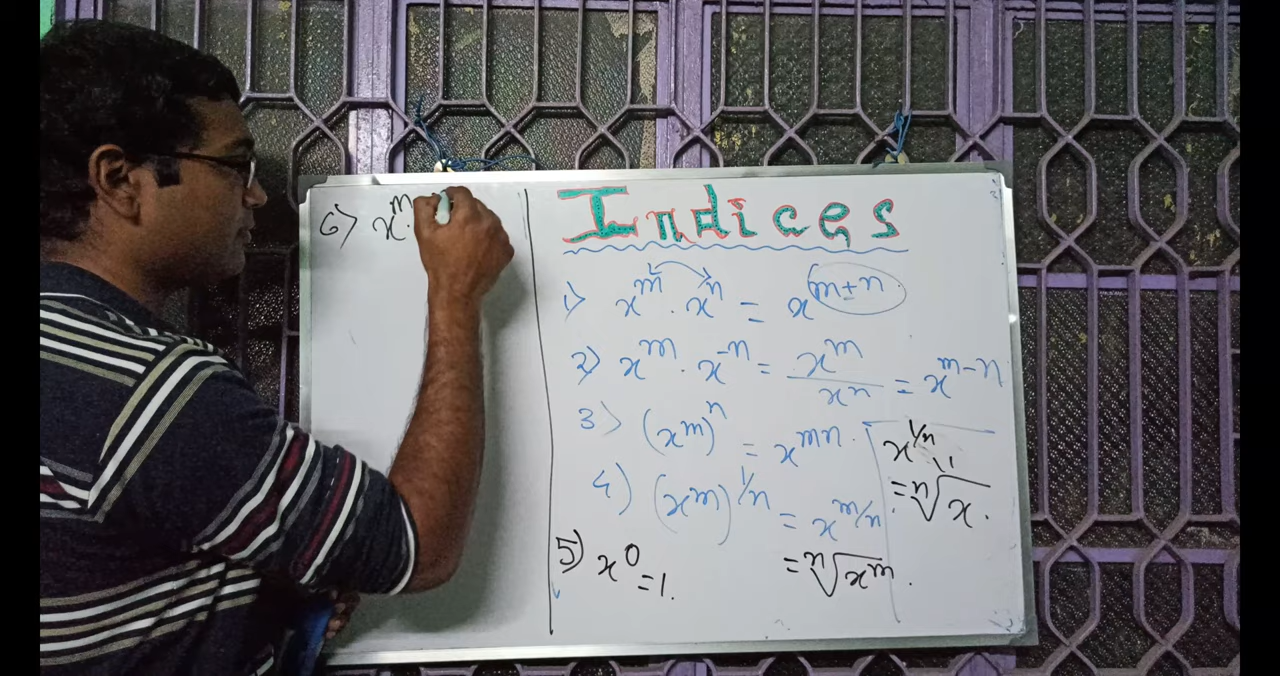 6) x^m .
Indices
1) x^m . x^n = x^(m+n
2) x^m . x^-n = x^m / x^n = x^m-n
3) (x^m)^n = x^mn .
4) (x^m)^1/n = x^m/n
= ⁿ√x^m .
x^1/n
= ⁿ√x .
5) x^0 = 1 .